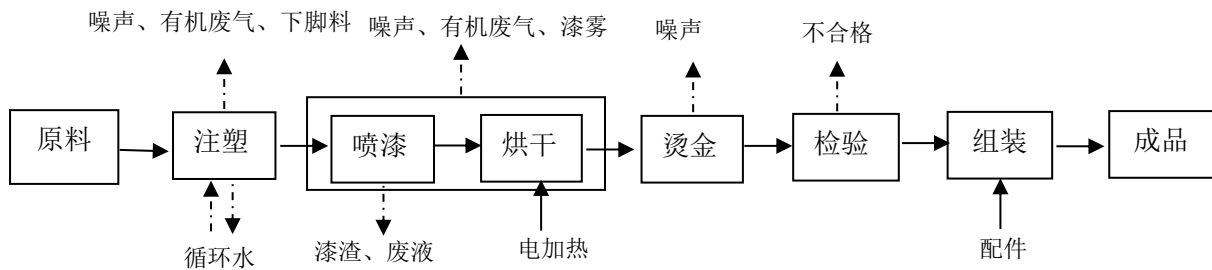 噪声、有机废气、下脚料
噪声、有机废气、漆雾
噪声
不合格
原料
注塑
喷漆
烘干
烫金
检验
组装
成品
循环水
漆渣、废液
电加热
配件